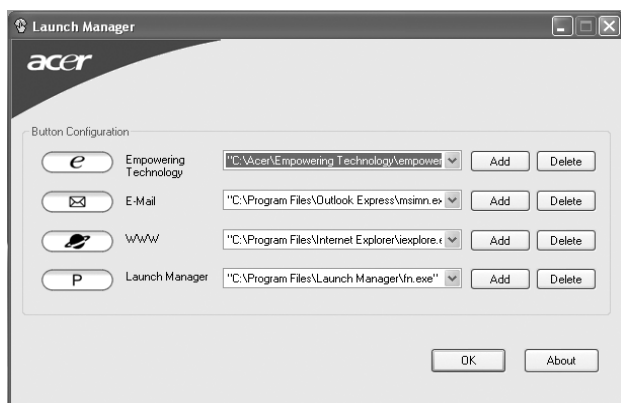 Launch Manager
acer
Button Configuration
e Empowering Technology "C:\Acer\Empowering Technology\empower Add Delete
E-Mail "C:\Program Files\Outlook Express\msimn.ex Add Delete
WWW "C:\Program Files\Internet Explorer\iexplore.e Add Delete
P Launch Manager "C:\Program Files\Launch Manager\fn.exe" Add Delete
OK About